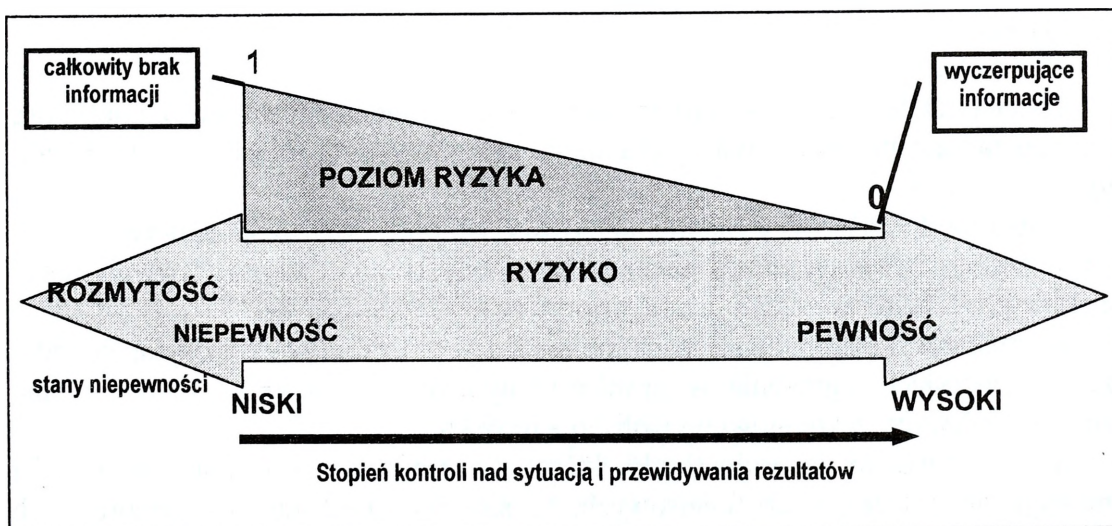 całkowity brak
informacji
1
wyczerpujące
informacje
POZIOM RYZYKA
0
RYZYKO
ROZMYTOŚĆ
NIEPEWNOŚĆ
PEWNOŚĆ
stany niepewności
NISKI
WYSOKI
Stopień kontroli nad sytuacją i przewidywania rezultatów